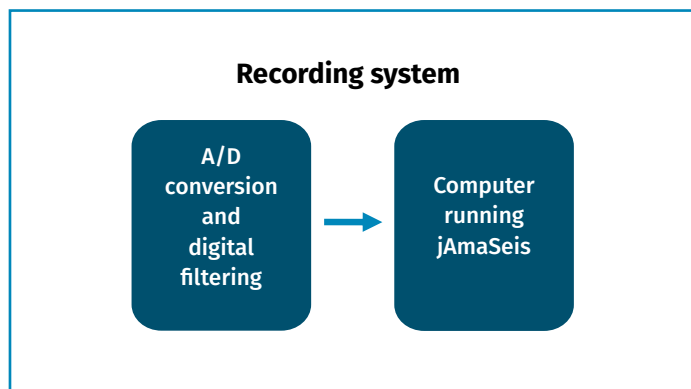 Recording system
A/D
conversion
and
digital
filtering
Computer
running
jAmaSeis